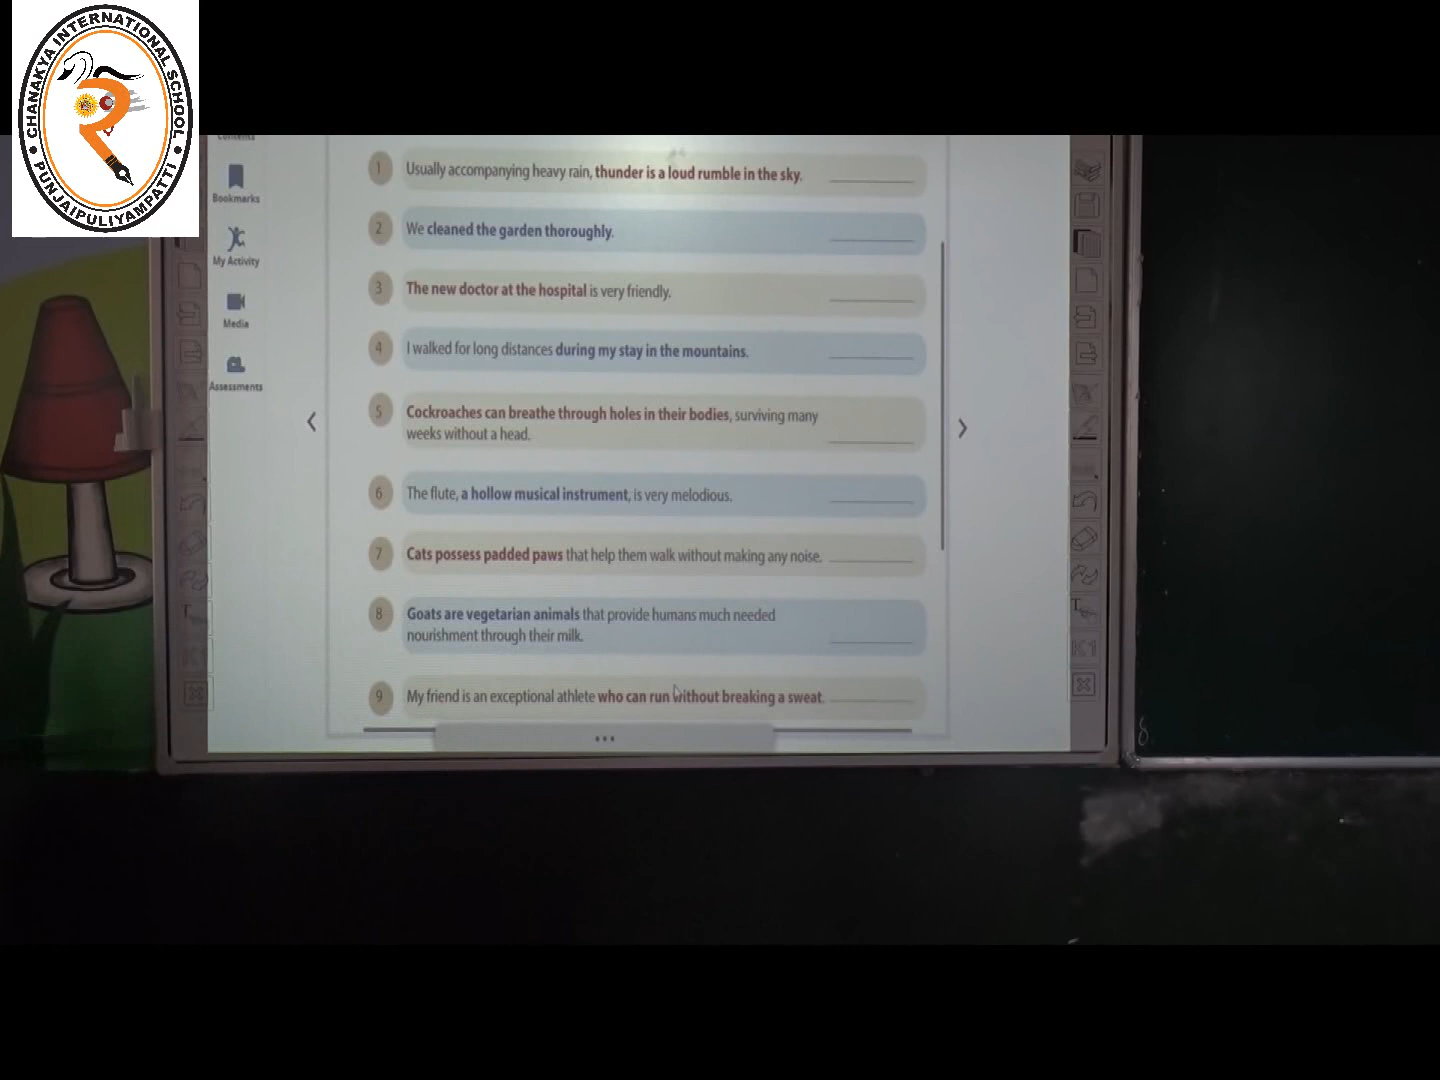 CHANAKYA INTERNATIONAL SCHOOL
PUNJAIPULIYAMPATTI
Contents
Bookmarks
My Activity
Media
Assessments
1 Usually accompanying heavy rain, thunder is a loud rumble in the sky.
2 We cleaned the garden thoroughly.
3 The new doctor at the hospital is very friendly.
4 I walked for long distances during my stay in the mountains.
5 Cockroaches can breathe through holes in their bodies, surviving many
weeks without a head.
6 The flute, a hollow musical instrument, is very melodious.
7 Cats possess padded paws that help them walk without making any noise.
8 Goats are vegetarian animals that provide humans much needed
nourishment through their milk.
9 My friend is an exceptional athlete who can run without breaking a sweat.
8